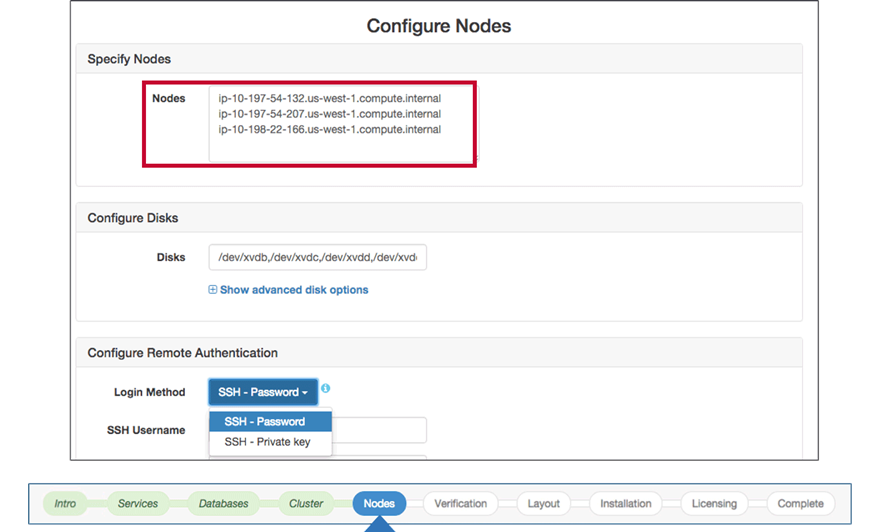 Configure Nodes
Specify Nodes
Nodes
ip-10-197-54-132.us-west-1.compute.internal
ip-10-197-54-207.us-west-1.compute.internal
ip-10-198-22-166.us-west-1.compute.internal
Configure Disks
Disks
/dev/xvdb,/dev/xvdc,/dev/xvdd,/dev/xvd
Show advanced disk options
Configure Remote Authentication
Login Method
SSH - Password
SSH - Password
SSH Username
SSH - Private key
Intro Services Databases Cluster Nodes Verification Layout Installation Licensing Complete